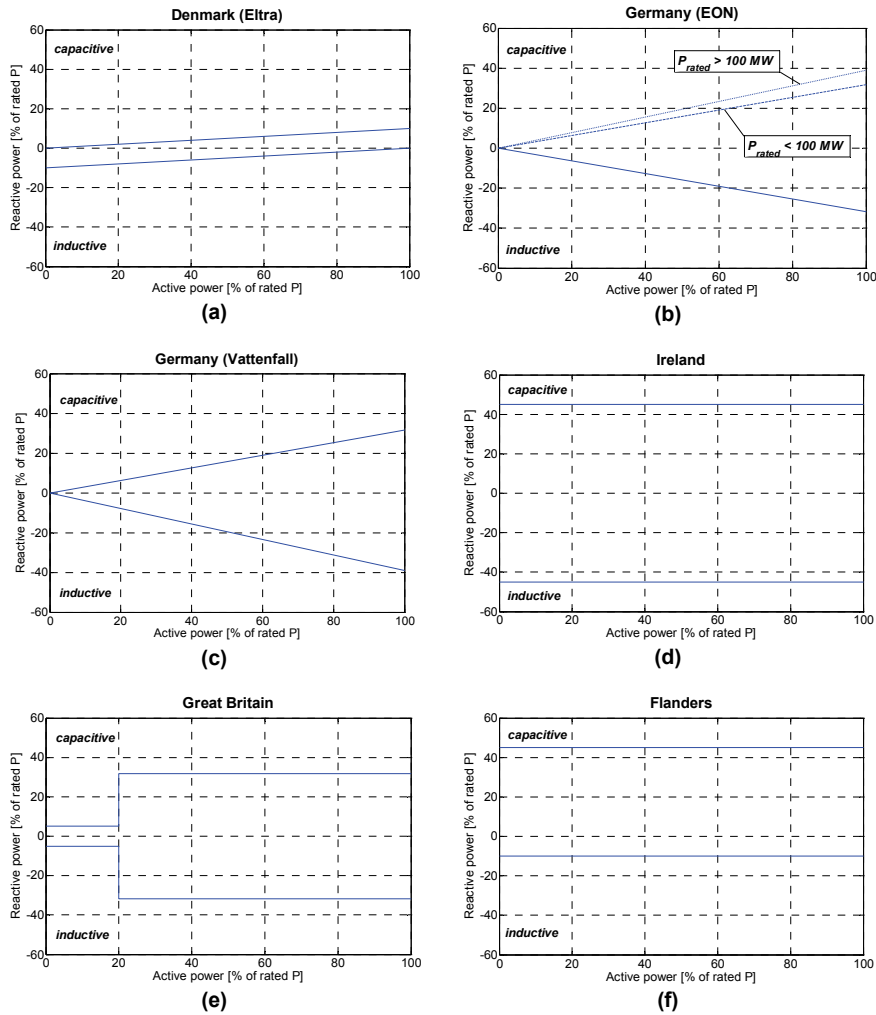 Denmark (Eltra)
60
40
20
0
-20
-40
-60
capacitive
inductive
Reactive power [% of rated P]
0 20 40 60 80 100
Active power [% of rated P]
(a)
Germany (EON)
60
40
20
0
-20
-40
-60
capacitive
P_rated > 100 MW
P_rated < 100 MW
inductive
Reactive power [% of rated P]
0 20 40 60 80 100
Active power [% of rated P]
(b)
Germany (Vattenfall)
60
40
20
0
-20
-40
-60
capacitive
inductive
Reactive power [% of rated P]
0 20 40 60 80 100
Active power [% of rated P]
(c)
Ireland
60
40
20
0
-20
-40
-60
capacitive
inductive
Reactive power [% of rated P]
0 20 40 60 80 100
Active power [% of rated P]
(d)
Great Britain
60
40
20
0
-20
-40
-60
capacitive
inductive
Reactive power [% of rated P]
0 20 40 60 80 100
Active power [% of rated P]
(e)
Flanders
60
40
20
0
-20
-40
-60
capacitive
inductive
Reactive power [% of rated P]
0 20 40 60 80 100
Active power [% of rated P]
(f)